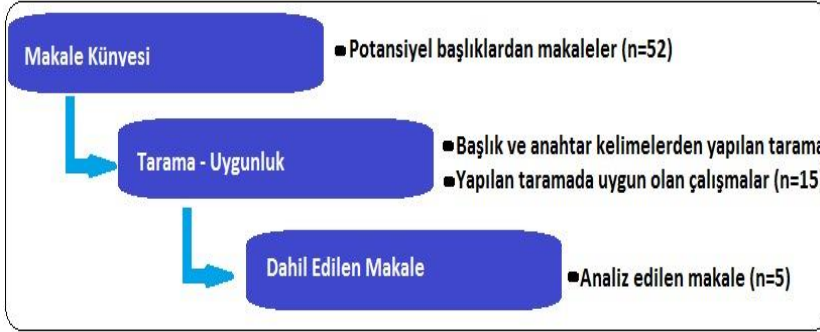 Makale Künyesi
• Potansiyel başlıklardan makaleler (n=52)
Tarama - Uygunluk
• Başlık ve anahtar kelimelerden yapılan tarama
• Yapılan taramada uygun olan çalışmalar (n=15
Dahil Edilen Makale
• Analiz edilen makale (n=5)